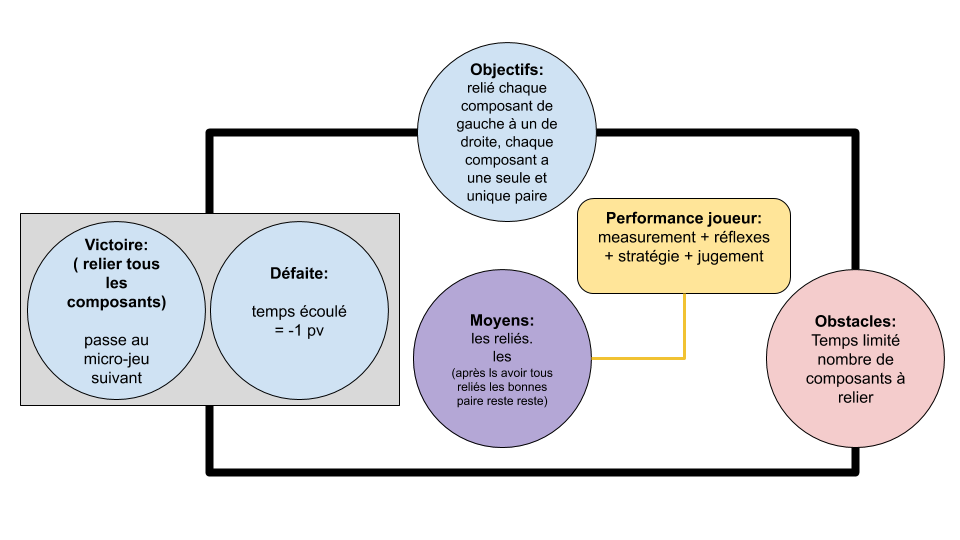 Objectifs:
relié chaque
composant de
gauche à un de
droite, chaque
composant a
une seule et
unique paire
Performance joueur:
measurement + réflexes
+ stratégie + jugement
Victoire:
( relier tous
les
composants)
passe au
micro-jeu
suivant
Défaite:
temps écoulé
= -1 pv
Moyens:
les reliés.
les
(après ls avoir tous
reliés les bonnes
paire reste reste)
Obstacles:
Temps limité
nombre de
composants à
relier